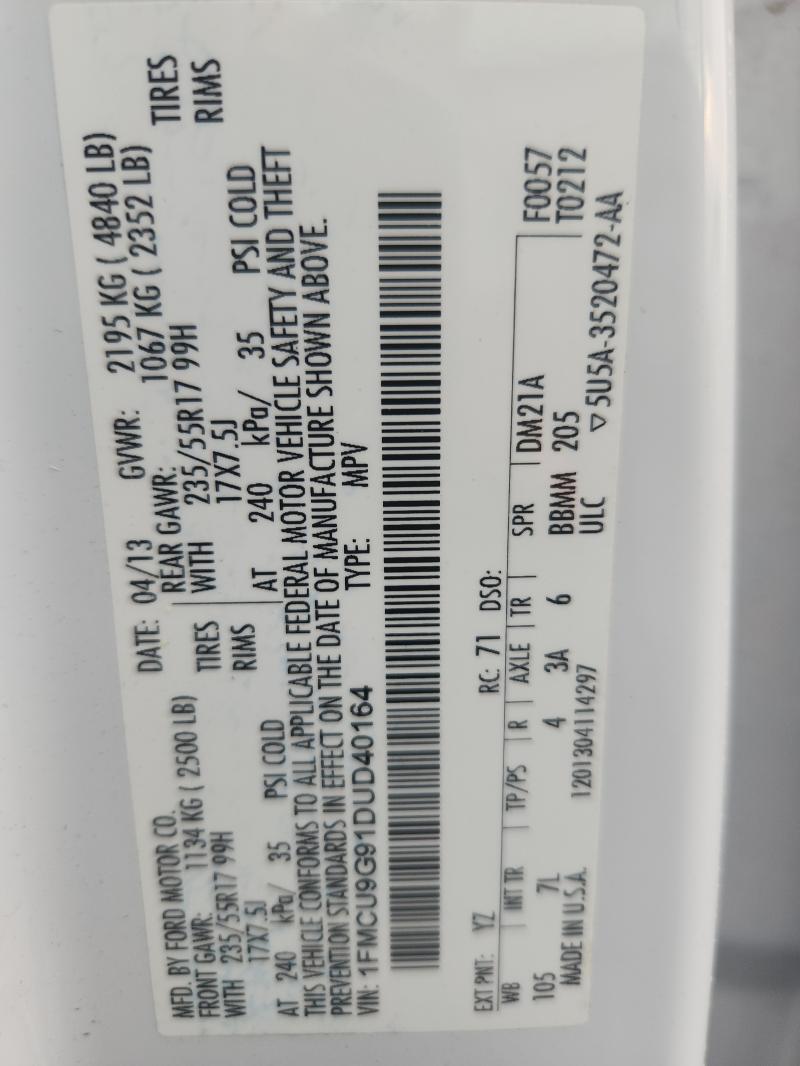 MFD. BY FORD MOTOR CO. DATE: 04/13 GVWR: 2195 KG ( 4840 LB)
FRONT GAWR: 1134 KG ( 2500 LB) REAR GAWR: 1067 KG ( 2352 LB)
WITH 235/55R17 99H TIRES WITH 235/55R17 99H TIRES
17X7.5J RIMS 17X7.5J RIMS
AT 240 kPa/ 35 PSI COLD AT 240 kPa/ 35 PSI COLD
THIS VEHICLE CONFORMS TO ALL APPLICABLE FEDERAL MOTOR VEHICLE SAFETY AND THEFT
PREVENTION STANDARDS IN EFFECT ON THE DATE OF MANUFACTURE SHOWN ABOVE.
VIN: 1FMCU9G91DUD40164 TYPE: MPV
EXT PNT: YZ RC: 71 DSO:
WB INT TR TP/PS R AXLE TR SPR DM21A F0057
105 7L 4 3A 6 BBMM 205 T0212
MADE IN U.S.A. 1201304114297 ULC
▽5U5A-3520472-AA